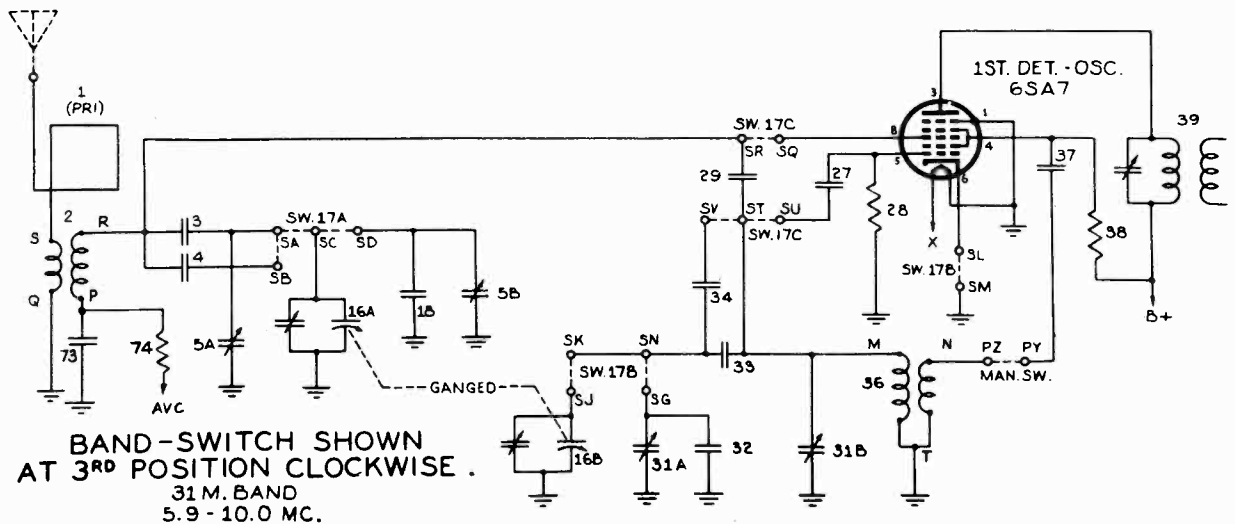 1
(PRI)
1ST. DET. - OSC.
6SA7
3
1
8
4
5
6
39
37
SW. 17C
SR SQ
29
27
SV ST SU
SW. 17C
28
38
X
SL
SW. 17B
SM
B+
2
S
R
Q
P
3
4
SW. 17A
SA SC SD
SB
16A
18
5B
5A
73
74
AVC
34
SK SN
33
SW. 17B
SJ SG
GANGED
16B
31A
32
31B
M N
36
T
PZ PY
MAN. SW.
BAND-SWITCH SHOWN
AT 3RD POSITION CLOCKWISE.
31 M. BAND
5.9 - 10.0 MC.